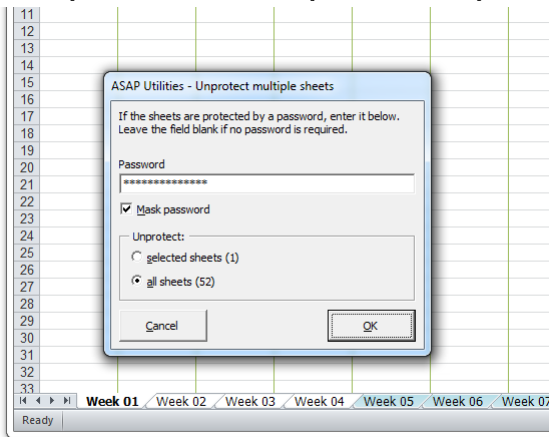 11
12
13
14
15
16
17
18
19
20
21
22
23
24
25
26
27
28
29
30
31
32
33
ASAP Utilities - Unprotect multiple sheets
If the sheets are protected by a password, enter it below.
Leave the field blank if no password is required.
Password
**************
Mask password
Unprotect:
selected sheets (1)
all sheets (52)
Cancel OK
Week 01 Week 02 Week 03 Week 04 Week 05 Week 06 Week 07
Ready